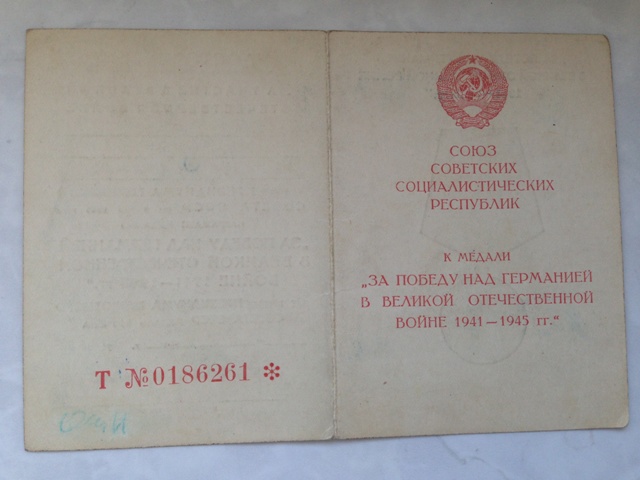 Т №0186261 *
СОЮЗ
СОВЕТСКИХ
СОЦИАЛИСТИЧЕСКИХ
РЕСПУБЛИК
К МЕДАЛИ
„ЗА ПОБЕДУ НАД ГЕРМАНИЕЙ
В ВЕЛИКОЙ ОТЕЧЕСТВЕННОЙ
ВОЙНЕ 1941—1945 гг.“